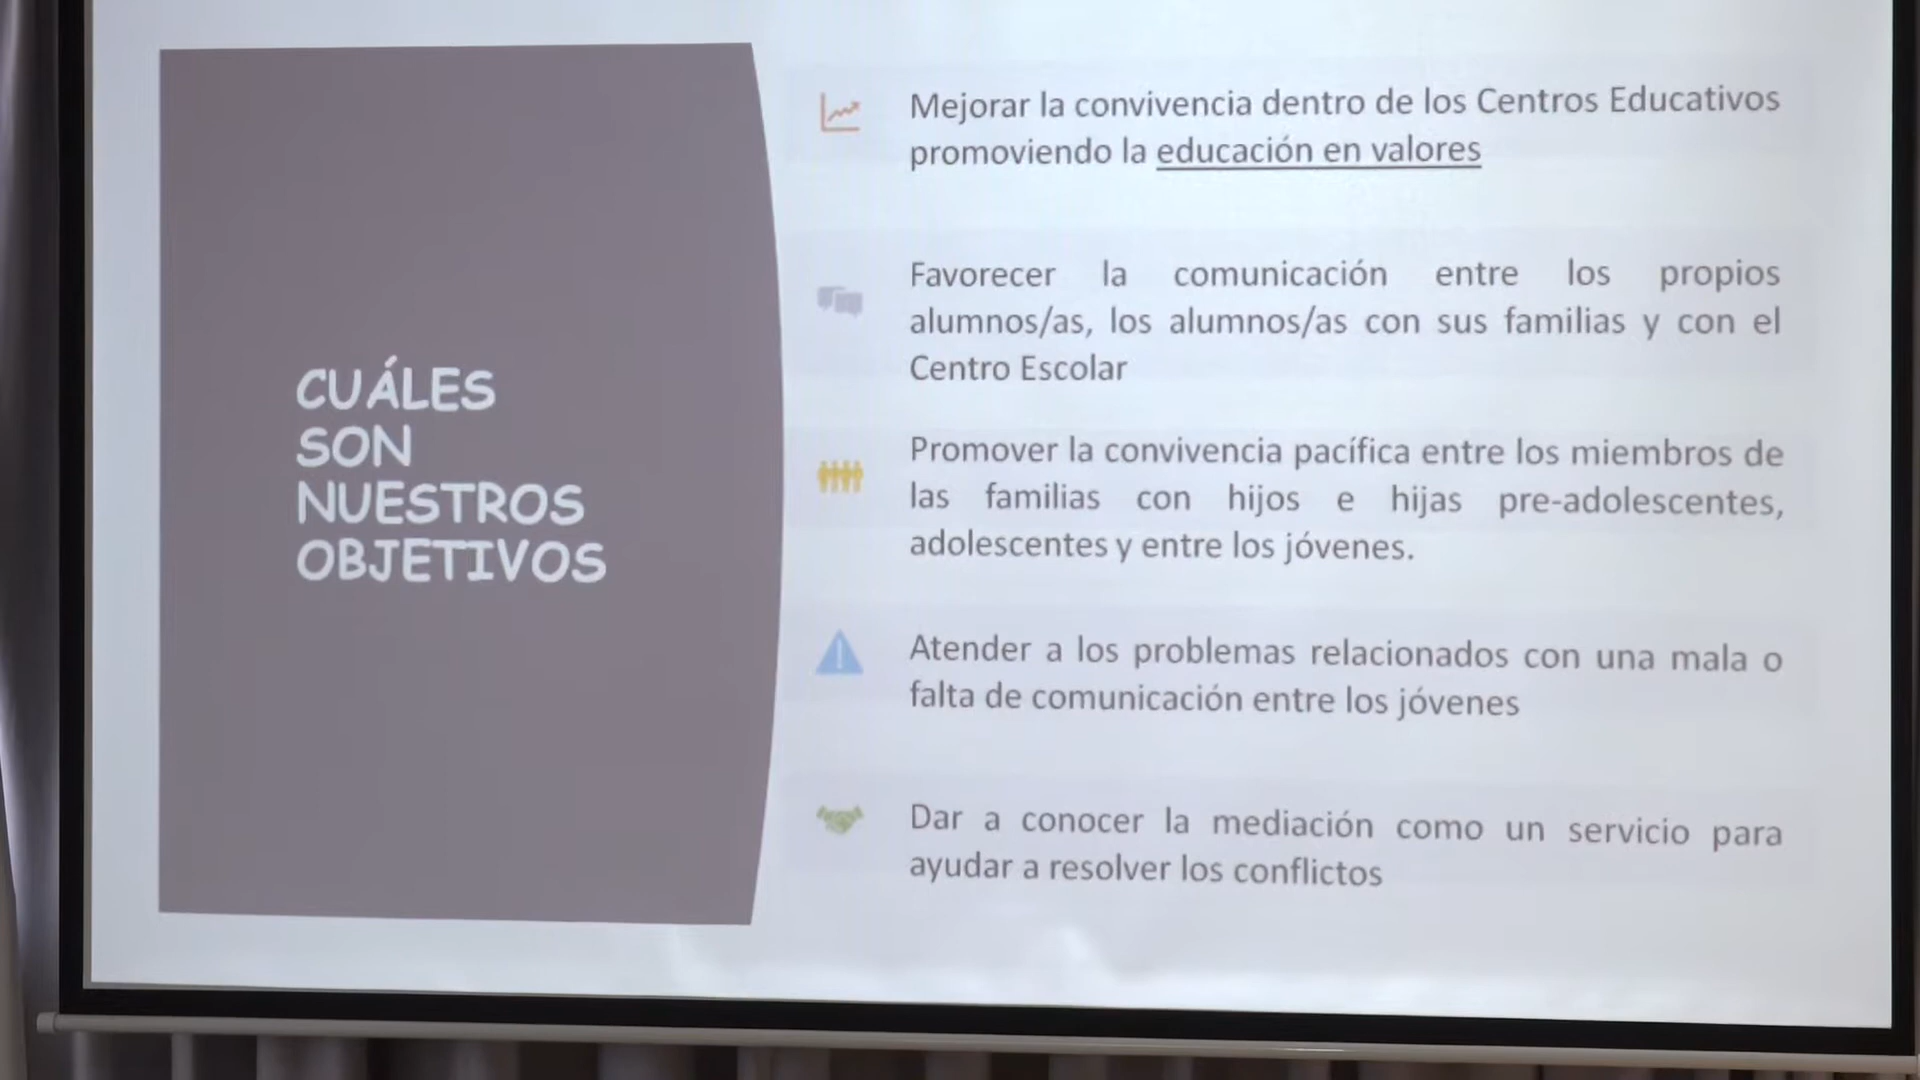 CUÁLES
SON
NUESTROS
OBJETIVOS
Mejorar la convivencia dentro de los Centros Educativos
promoviendo la educación en valores
Favorecer la comunicación entre los propios
alumnos/as, los alumnos/as con sus familias y con el
Centro Escolar
Promover la convivencia pacífica entre los miembros de
las familias con hijos e hijas pre-adolescentes,
adolescentes y entre los jóvenes.
Atender a los problemas relacionados con una mala o
falta de comunicación entre los jóvenes
Dar a conocer la mediación como un servicio para
ayudar a resolver los conflictos